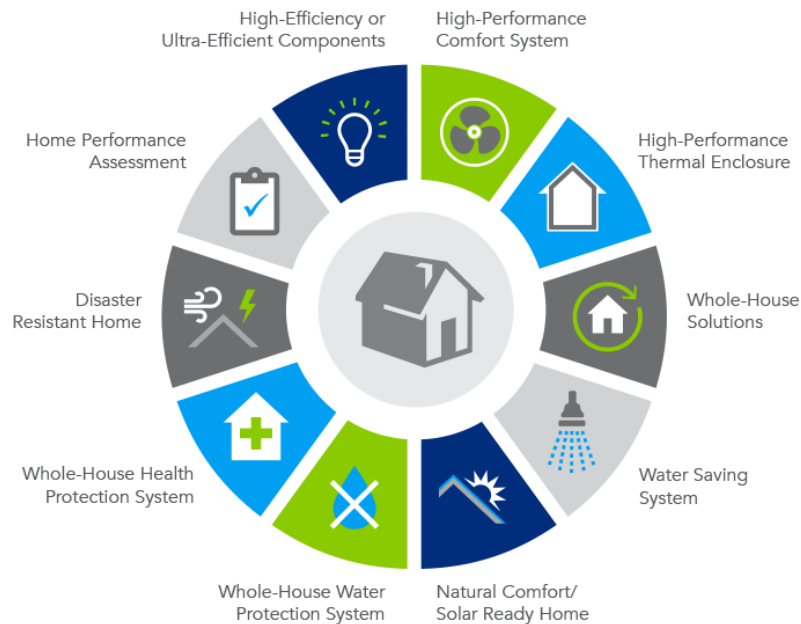 High-Efficiency or
Ultra-Efficient Components
High-Performance
Comfort System
Home Performance
Assessment
High-Performance
Thermal Enclosure
Disaster
Resistant Home
Whole-House
Solutions
Whole-House Health
Protection System
Water Saving
System
Whole-House Water
Protection System
Natural Comfort/
Solar Ready Home